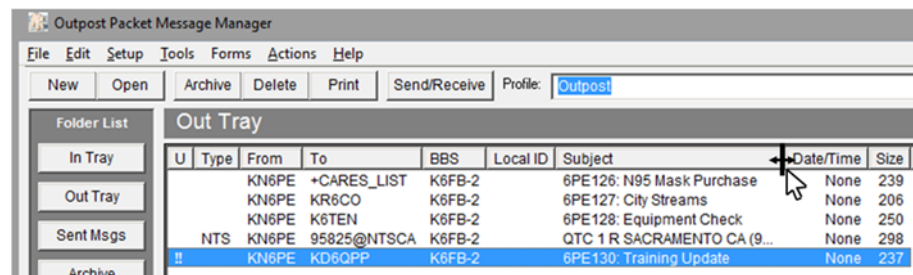 Outpost Packet Message Manager
File Edit Setup Tools Forms Actions Help
New Open Archive Delete Print Send/Receive Profile: Outpost
Folder List Out Tray
In Tray
Out Tray
Sent Msgs
Archive
U Type From To BBS Local ID Subject Date/Time Size
KN6PE +CARES_LIST K6FB-2 6PE126: N95 Mask Purchase None 239
KN6PE KR6CO K6FB-2 6PE127: City Streams None 206
KN6PE K6TEN K6FB-2 6PE128: Equipment Check None 250
NTS KN6PE 95825@NTSCA K6FB-2 QTC 1 R SACRAMENTO CA (9... None 298
!! KN6PE KD6QPP K6FB-2 6PE130: Training Update None 237